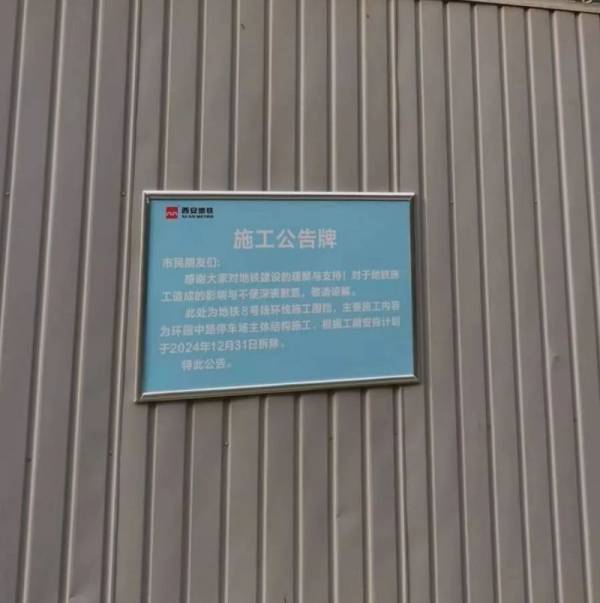 西安地铁
XI'AN METRO
施工公告牌
市民朋友们:
感谢大家对地铁建设的理解与支持!对于地铁施
工造成的影响与不便深表歉意,敬请谅解。
此处为地铁8号线环线施工围挡,主要施工内容
为环园中路停车场主体结构施工,根据工期安排计划
于2024年12月31日拆除。
特此公告。